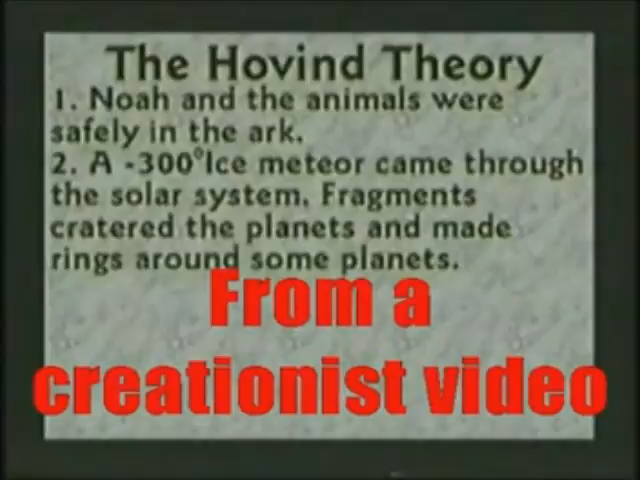 The Hovind Theory
1. Noah and the animals were
safely in the ark.
2. A -300°Ice meteor came through
the solar system. Fragments
cratered the planets and made
rings around some planets.
From a
creationist video